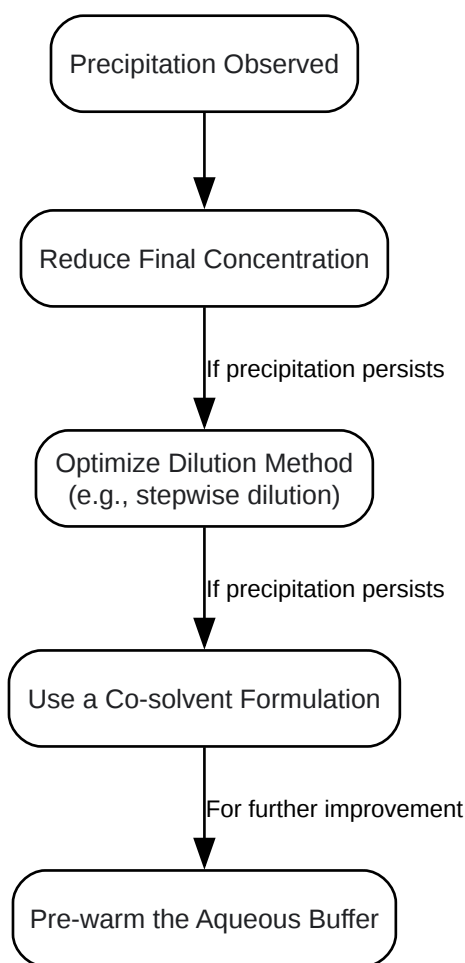 Precipitation Observed
Reduce Final Concentration
If precipitation persists
Optimize Dilution Method
(e.g., stepwise dilution)
If precipitation persists
Use a Co-solvent Formulation
For further improvement
Pre-warm the Aqueous Buffer